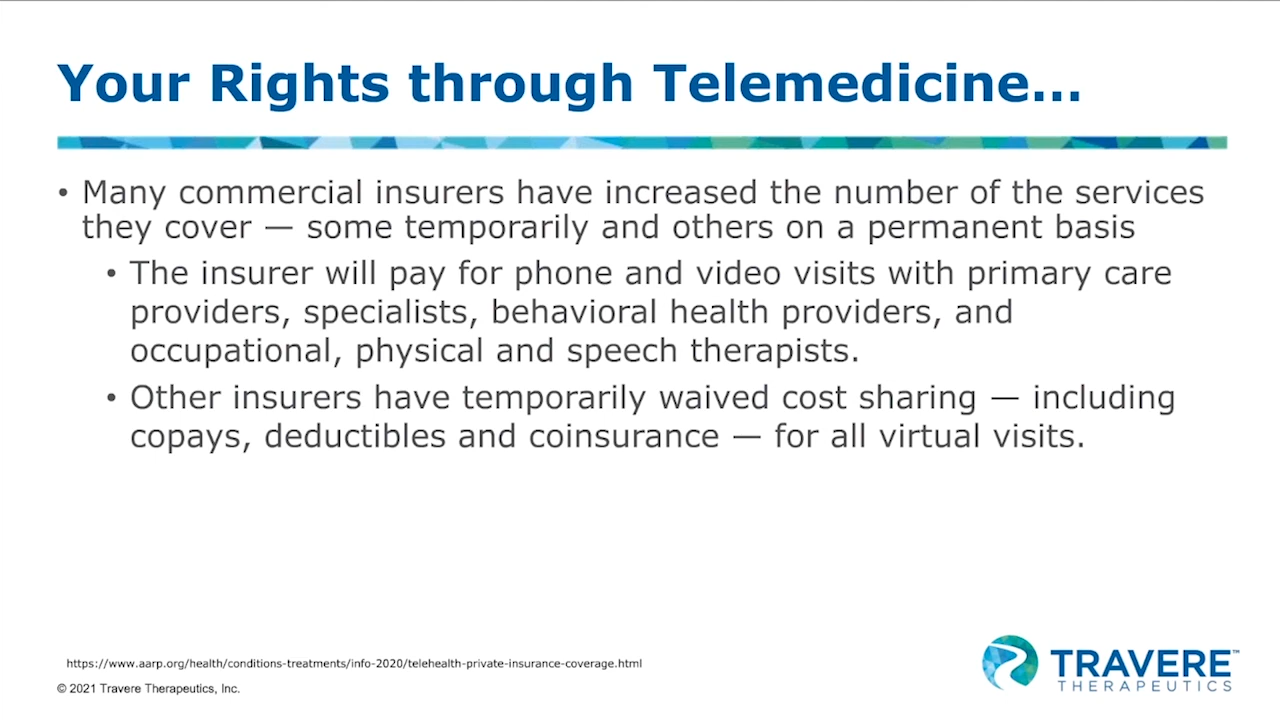 Your Rights through Telemedicine...
• Many commercial insurers have increased the number of the services
they cover — some temporarily and others on a permanent basis
• The insurer will pay for phone and video visits with primary care
providers, specialists, behavioral health providers, and
occupational, physical and speech therapists.
• Other insurers have temporarily waived cost sharing — including
copays, deductibles and coinsurance — for all virtual visits.
https://www.aarp.org/health/conditions-treatments/info-2020/telehealth-private-insurance-coverage.html
© 2021 Travere Therapeutics, Inc.
TRAVERE™
THERAPEUTICS